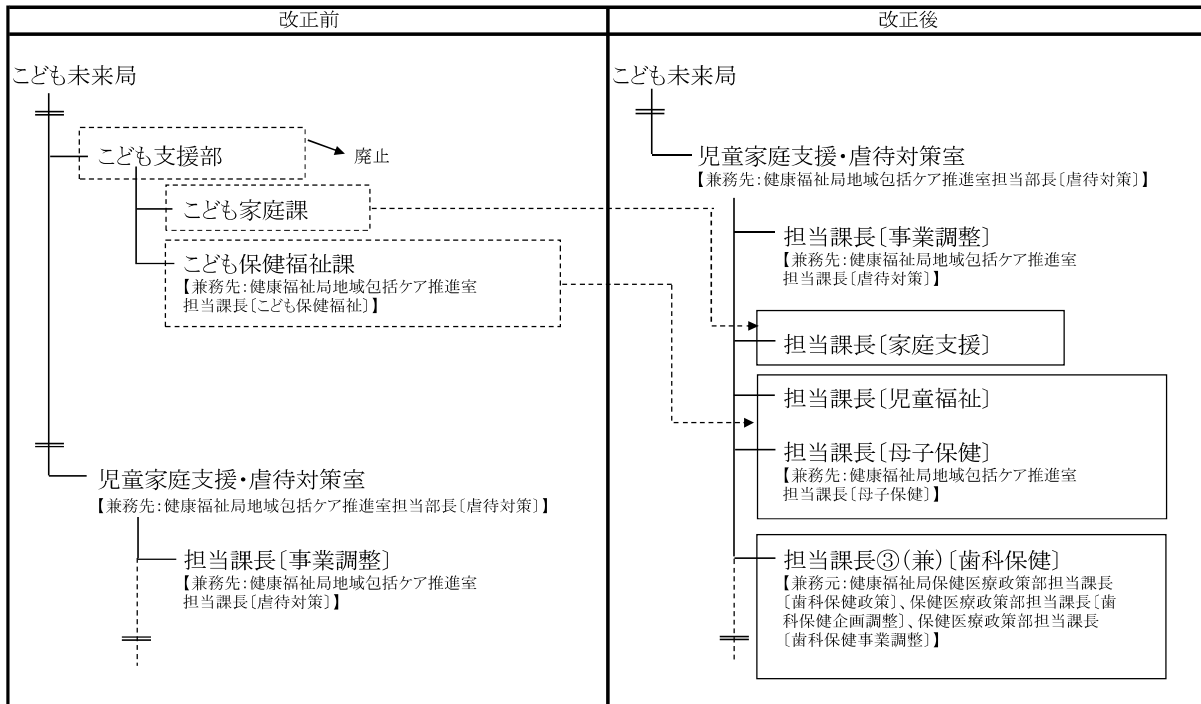 改正前
こども未来局
こども支援部
廃止
こども家庭課
こども保健福祉課
【兼務先:健康福祉局地域包括ケア推進室
担当課長〔こども保健福祉〕】
児童家庭支援・虐待対策室
【兼務先:健康福祉局地域包括ケア推進室担当部長〔虐待対策〕】
担当課長〔事業調整〕
【兼務先:健康福祉局地域包括ケア推進室
担当課長〔虐待対策〕】
改正後
こども未来局
児童家庭支援・虐待対策室
【兼務先:健康福祉局地域包括ケア推進室担当部長〔虐待対策〕】
担当課長〔事業調整〕
【兼務先:健康福祉局地域包括ケア推進室
担当課長〔虐待対策〕】
担当課長〔家庭支援〕
担当課長〔児童福祉〕
担当課長〔母子保健〕
【兼務先:健康福祉局地域包括ケア推進室
担当課長〔母子保健〕】
担当課長③(兼)〔歯科保健〕
【兼務元:健康福祉局保健医療政策部担当課長
〔歯科保健政策〕、保健医療政策部担当課長〔歯
科保健企画調整〕、保健医療政策部担当課長
〔歯科保健事業調整〕】